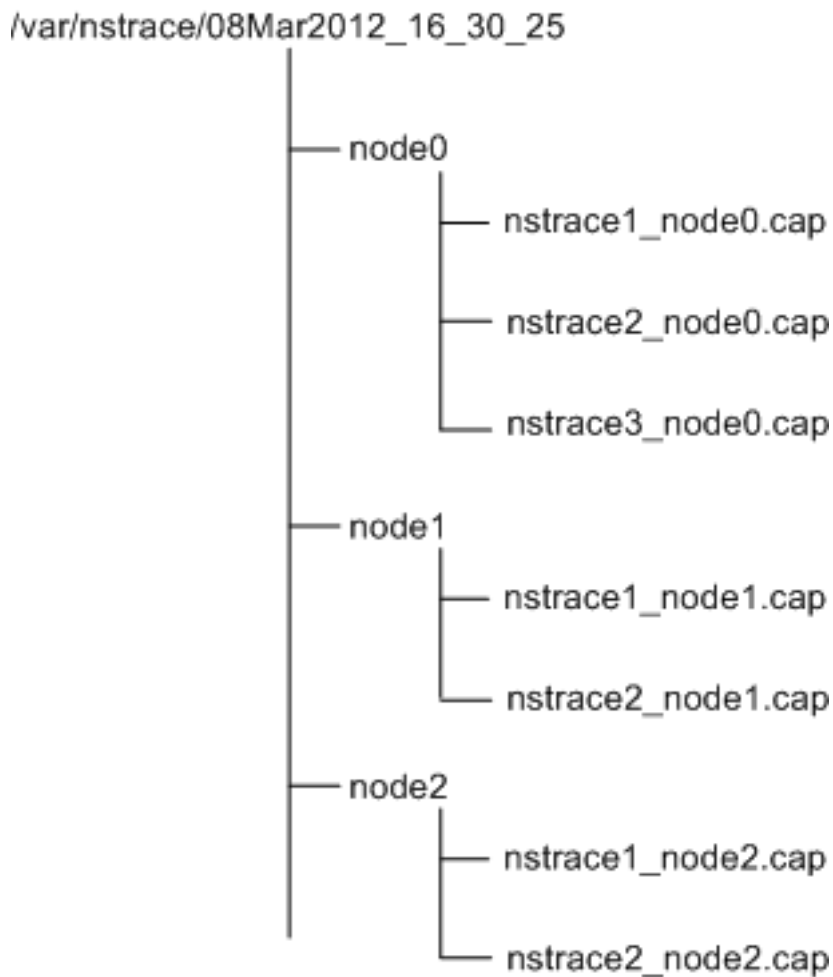 /var/nstrace/08Mar2012_16_30_25
node0
nstrace1_node0.cap
nstrace2_node0.cap
nstrace3_node0.cap
node1
nstrace1_node1.cap
nstrace2_node1.cap
node2
nstrace1_node2.cap
nstrace2_node2.cap